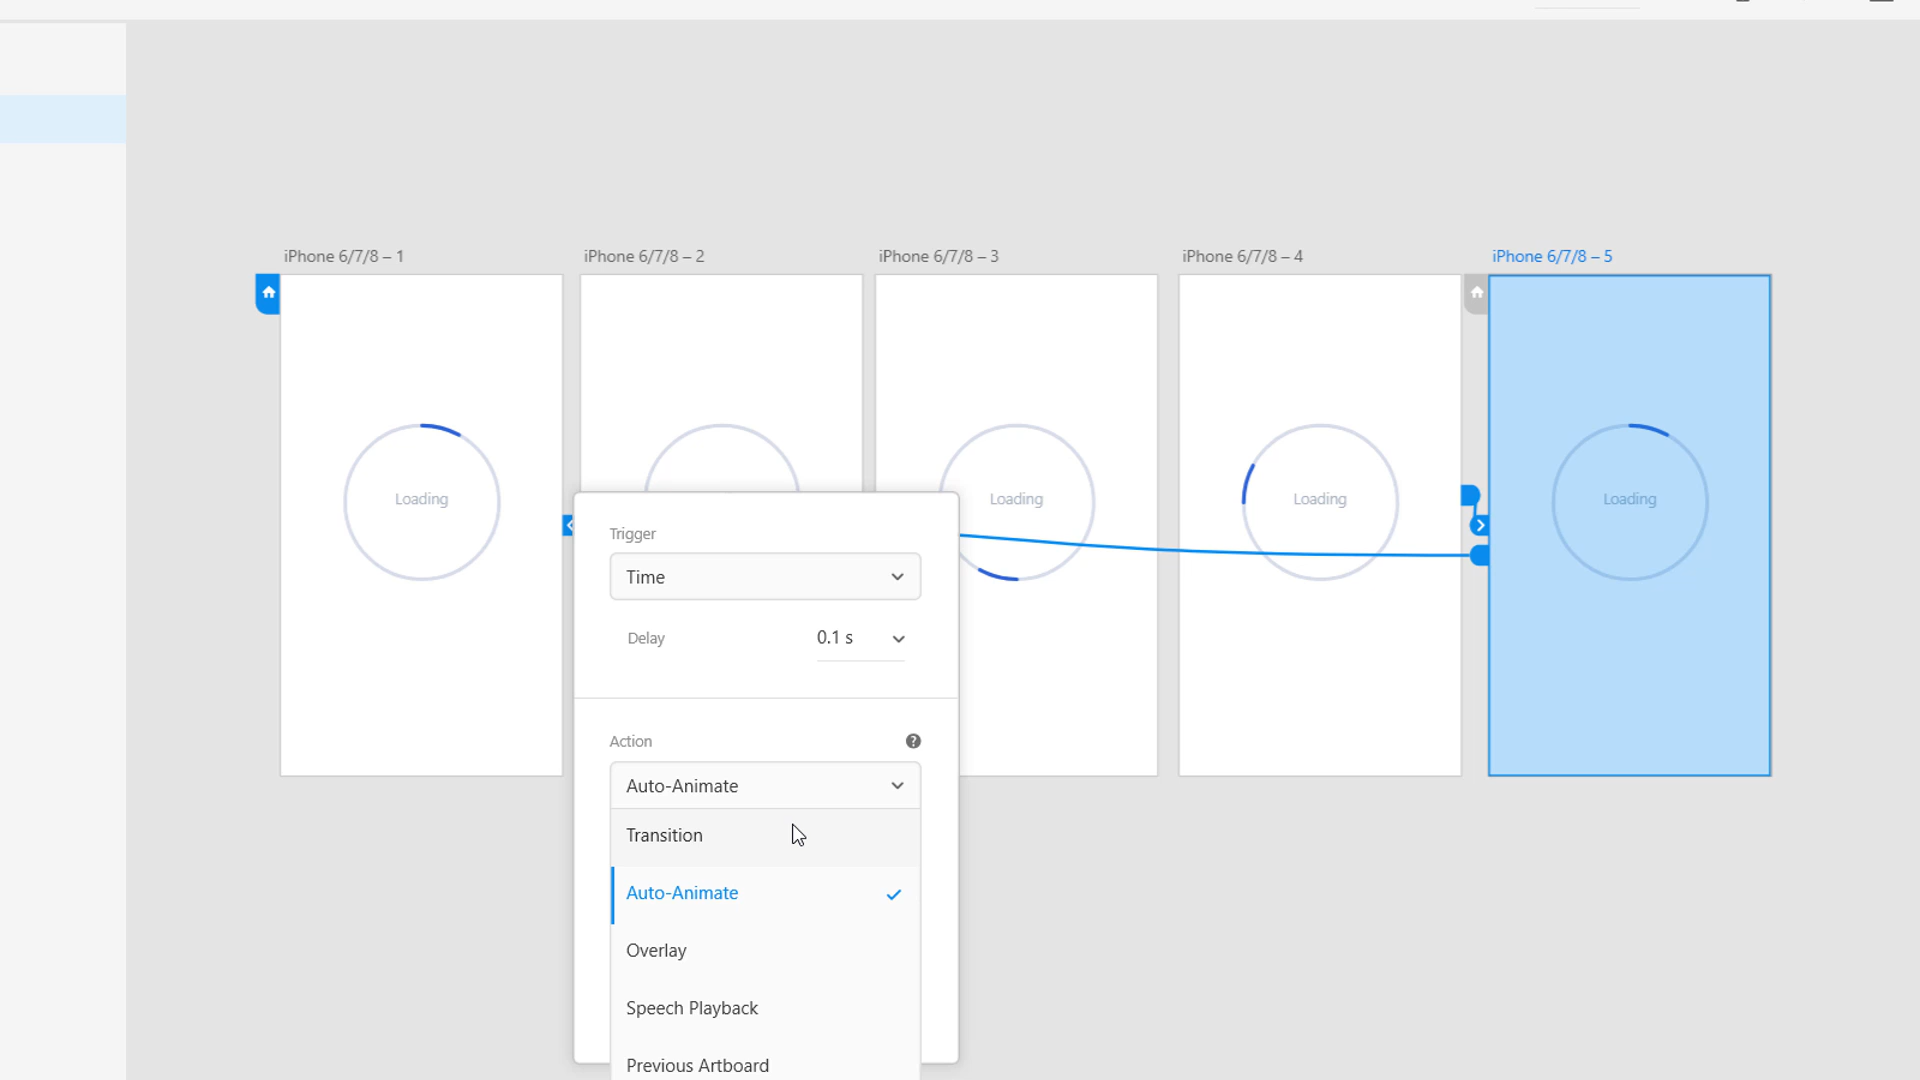 iPhone 6/7/8 – 1
iPhone 6/7/8 – 2
iPhone 6/7/8 – 3
iPhone 6/7/8 – 4
iPhone 6/7/8 – 5
Loading
Loading
Loading
Loading
Trigger
Time
Delay
0.1 s
Action
?
Auto-Animate
Transition
Auto-Animate
Overlay
Speech Playback
Previous Artboard